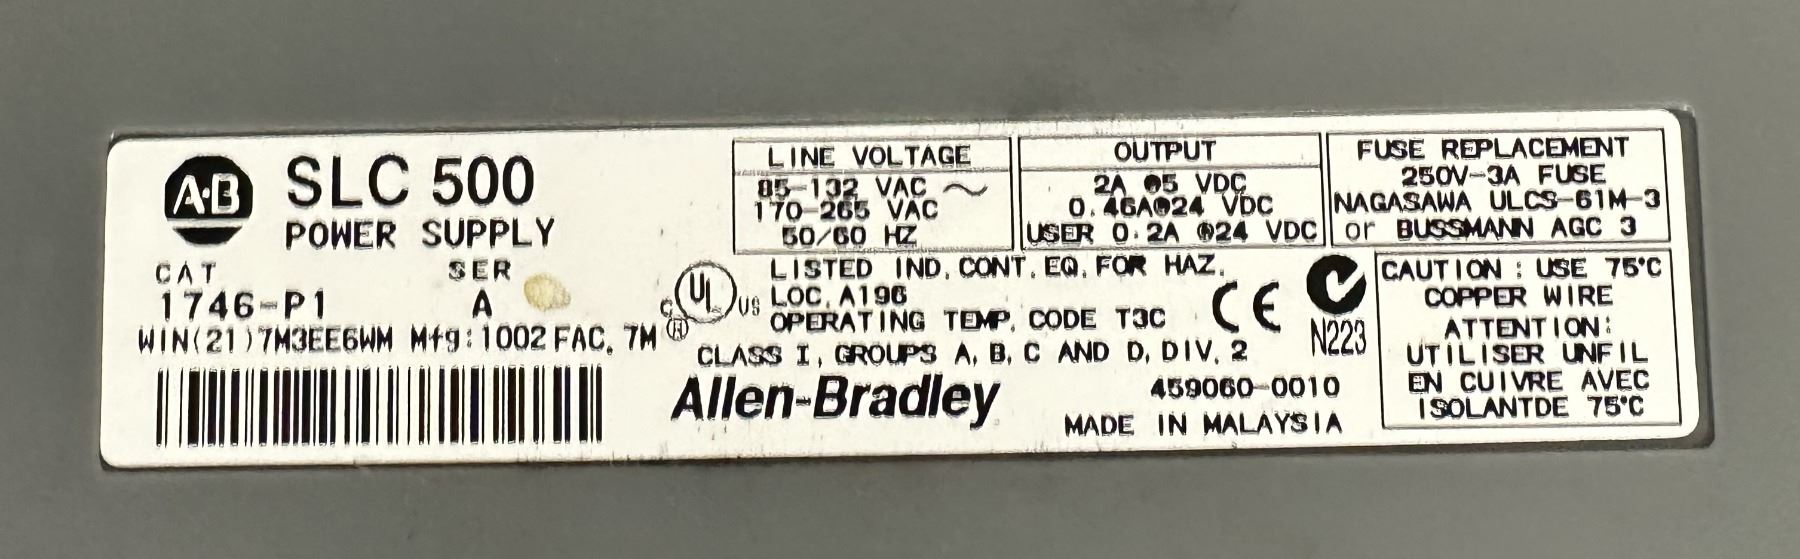 A·B
SLC 500
POWER SUPPLY
CAT SER
1746-P1 A
WIN(21)7M3EE6WM Mfg:1002 FAC. 7M
LINE VOLTAGE
85-132 VAC ~
170-265 VAC
50/60 HZ
OUTPUT
2A @5 VDC
0.46A@24 VDC
USER 0.2A @24 VDC
FUSE REPLACEMENT
250V-3A FUSE
NAGASAWA ULCS-61M-3
or BUSSMANN AGC 3
C UL US
LISTED IND. CONT. EQ. FOR HAZ.
LOC. A196
OPERATING TEMP. CODE T3C
CLASS I, GROUPS A, B, C AND D, DIV. 2
CE
N223
CAUTION : USE 75°C
COPPER WIRE
ATTENTION:
UTILISER UNFIL
EN CUIVRE AVEC
ISOLANTDE 75°C
Allen-Bradley
459060-0010
MADE IN MALAYSIA